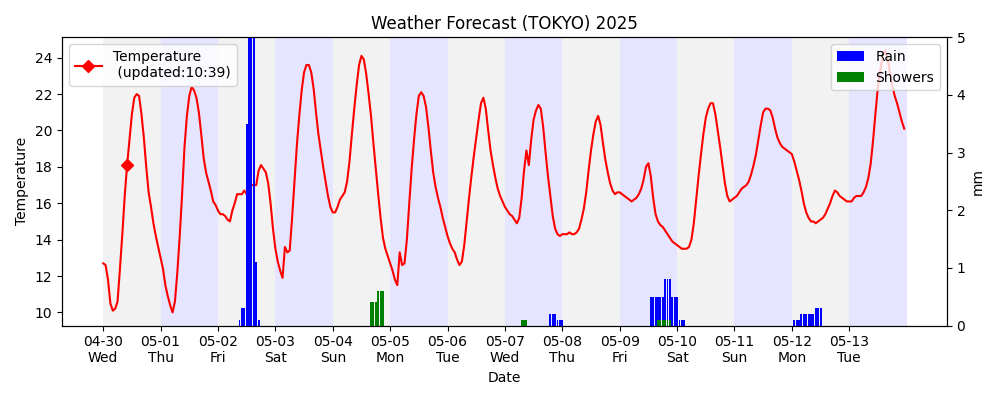 Weather Forecast (TOKYO) 2025
Temperature
(updated:10:39)
Rain
Showers
Temperature
24
22
20
18
16
14
12
10
5
4
3
2
1
0
mm
04-30 05-01 05-02 05-03 05-04 05-05 05-06 05-07 05-08 05-09 05-10 05-11 05-12 05-13
Wed Thu Fri Sat Sun Mon Tue Wed Thu Fri Sat Sun Mon Tue
Date